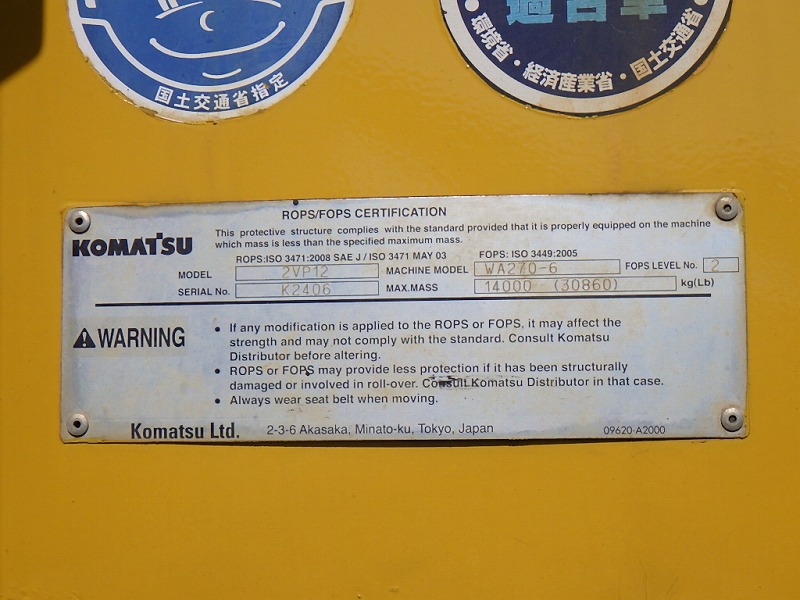 国土交通省指定
・環境省・経済産業省・国土交通省・
ROPS/FOPS CERTIFICATION
KOMATSU
This protective structure complies with the standard provided that it is properly equipped on the machine
which mass is less than the specified maximum mass.
ROPS:ISO 3471:2008 SAE J / ISO 3471 MAY 03 FOPS: ISO 3449:2005
MODEL 2VP12 MACHINE MODEL WA270-6 FOPS LEVEL No. 2
SERIAL No. K2406 MAX.MASS 14000 (30860) kg(Lb)
WARNING
• If any modification is applied to the ROPS or FOPS, it may affect the
strength and may not comply with the standard. Consult Komatsu
Distributor before altering.
• ROPS or FOPS may provide less protection if it has been structurally
damaged or involved in roll-over. Consult Komatsu Distributor in that case.
• Always wear seat belt when moving.
Komatsu Ltd. 2-3-6 Akasaka, Minato-ku, Tokyo, Japan 09620-A2000